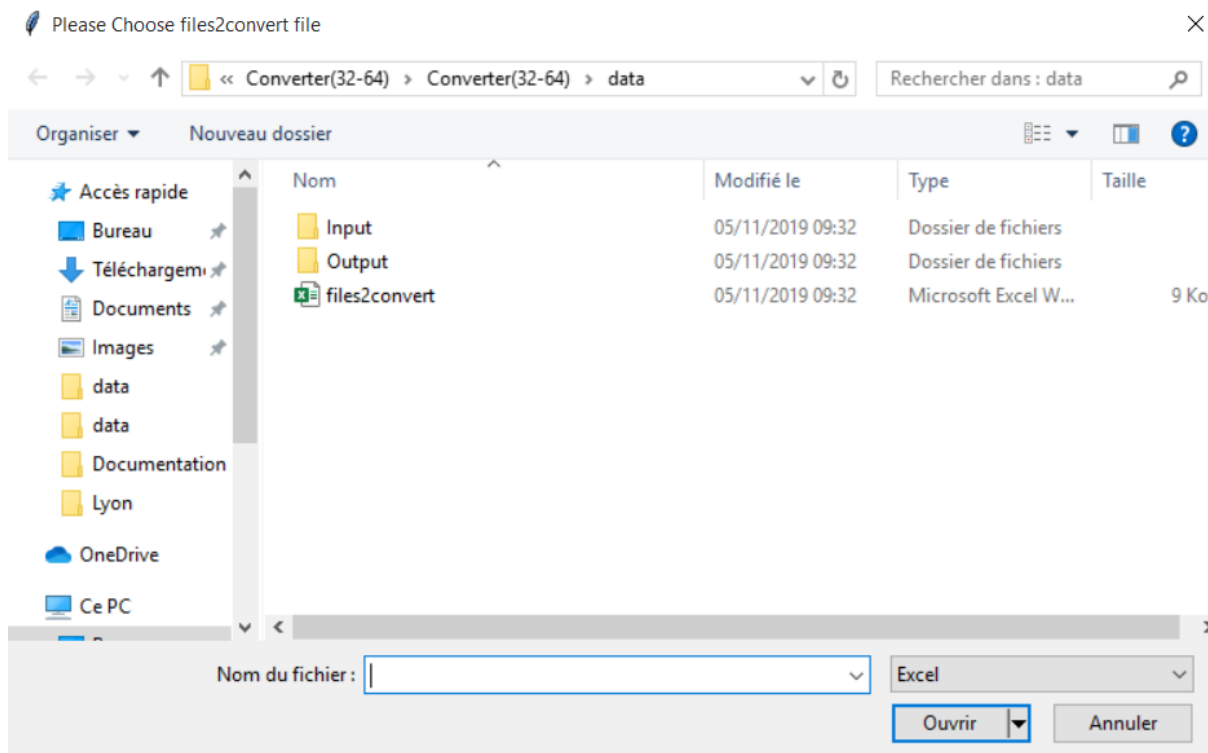 Please Choose files2convert file
« Converter(32-64) › Converter(32-64) › data
Rechercher dans : data
Organiser
Nouveau dossier
Nom
Modifié le
Type
Taille
Accès rapide
Bureau
Téléchargem
Documents
Images
data
data
Documentation
Lyon
OneDrive
Ce PC
Input 05/11/2019 09:32 Dossier de fichiers
Output 05/11/2019 09:32 Dossier de fichiers
files2convert 05/11/2019 09:32 Microsoft Excel W... 9 Ko
Nom du fichier :
Excel
Ouvrir
Annuler